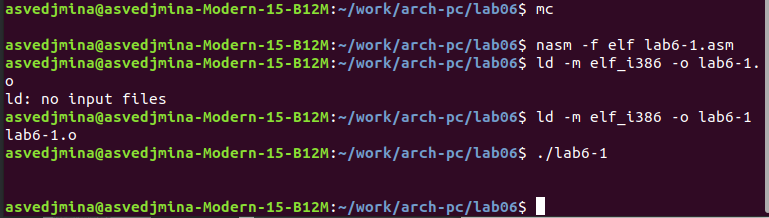 asvedjmina@asvedjmina-Modern-15-B12M:~/work/arch-pc/lab06$ mc
asvedjmina@asvedjmina-Modern-15-B12M:~/work/arch-pc/lab06$ nasm -f elf lab6-1.asm
asvedjmina@asvedjmina-Modern-15-B12M:~/work/arch-pc/lab06$ ld -m elf_i386 -o lab6-1.
o
ld: no input files
asvedjmina@asvedjmina-Modern-15-B12M:~/work/arch-pc/lab06$ ld -m elf_i386 -o lab6-1
lab6-1.o
asvedjmina@asvedjmina-Modern-15-B12M:~/work/arch-pc/lab06$ ./lab6-1
asvedjmina@asvedjmina-Modern-15-B12M:~/work/arch-pc/lab06$